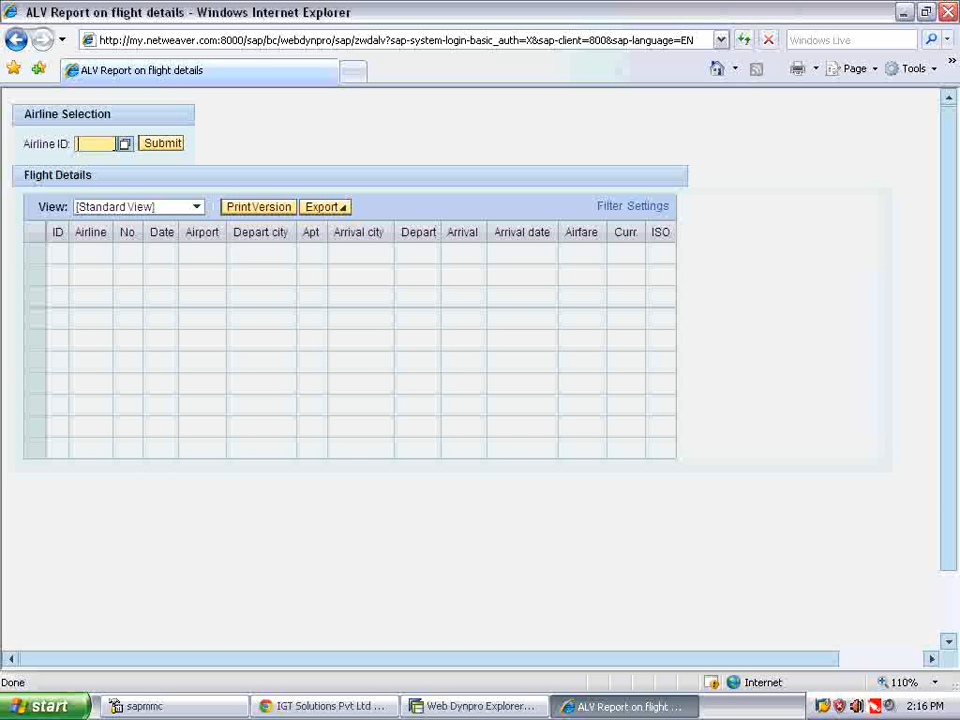 ALV Report on flight details - Windows Internet Explorer
http://my.netweaver.com:8000/sap/bc/webdynpro/sap/zwdalv?sap-system-login-basic_auth=X&sap-client=800&sap-language=EN
Windows Live
ALV Report on flight details
Page
Tools
Airline Selection
Airline ID:
Submit
Flight Details
View: [Standard View] Print Version Export Filter Settings
ID Airline No. Date Airport Depart city Apt Arrival city Depart Arrival Arrival date Airfare Curr. ISO
Done Internet 110%
start sapmmc IGT Solutions Pvt Ltd ... Web Dynpro Explorer... ALV Report on flight ... 2:16 PM